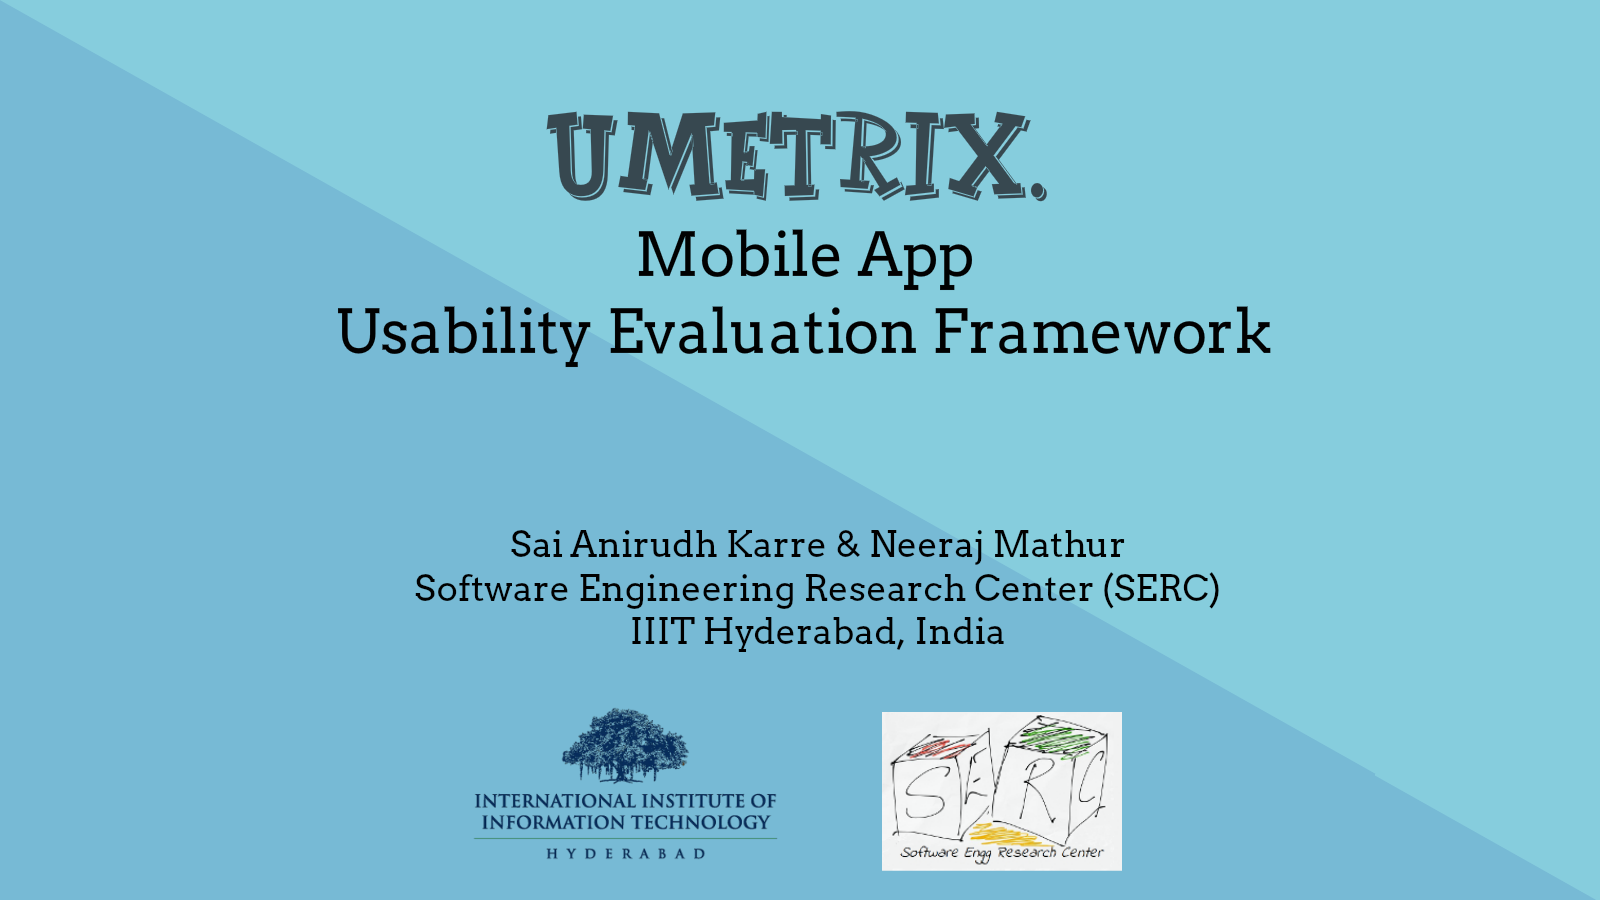 UMETRIX.
Mobile App
Usability Evaluation Framework
Sai Anirudh Karre & Neeraj Mathur
Software Engineering Research Center (SERC)
IIIT Hyderabad, India
INTERNATIONAL INSTITUTE OF
INFORMATION TECHNOLOGY
HYDERABAD
SERC
Software Engg Research Center